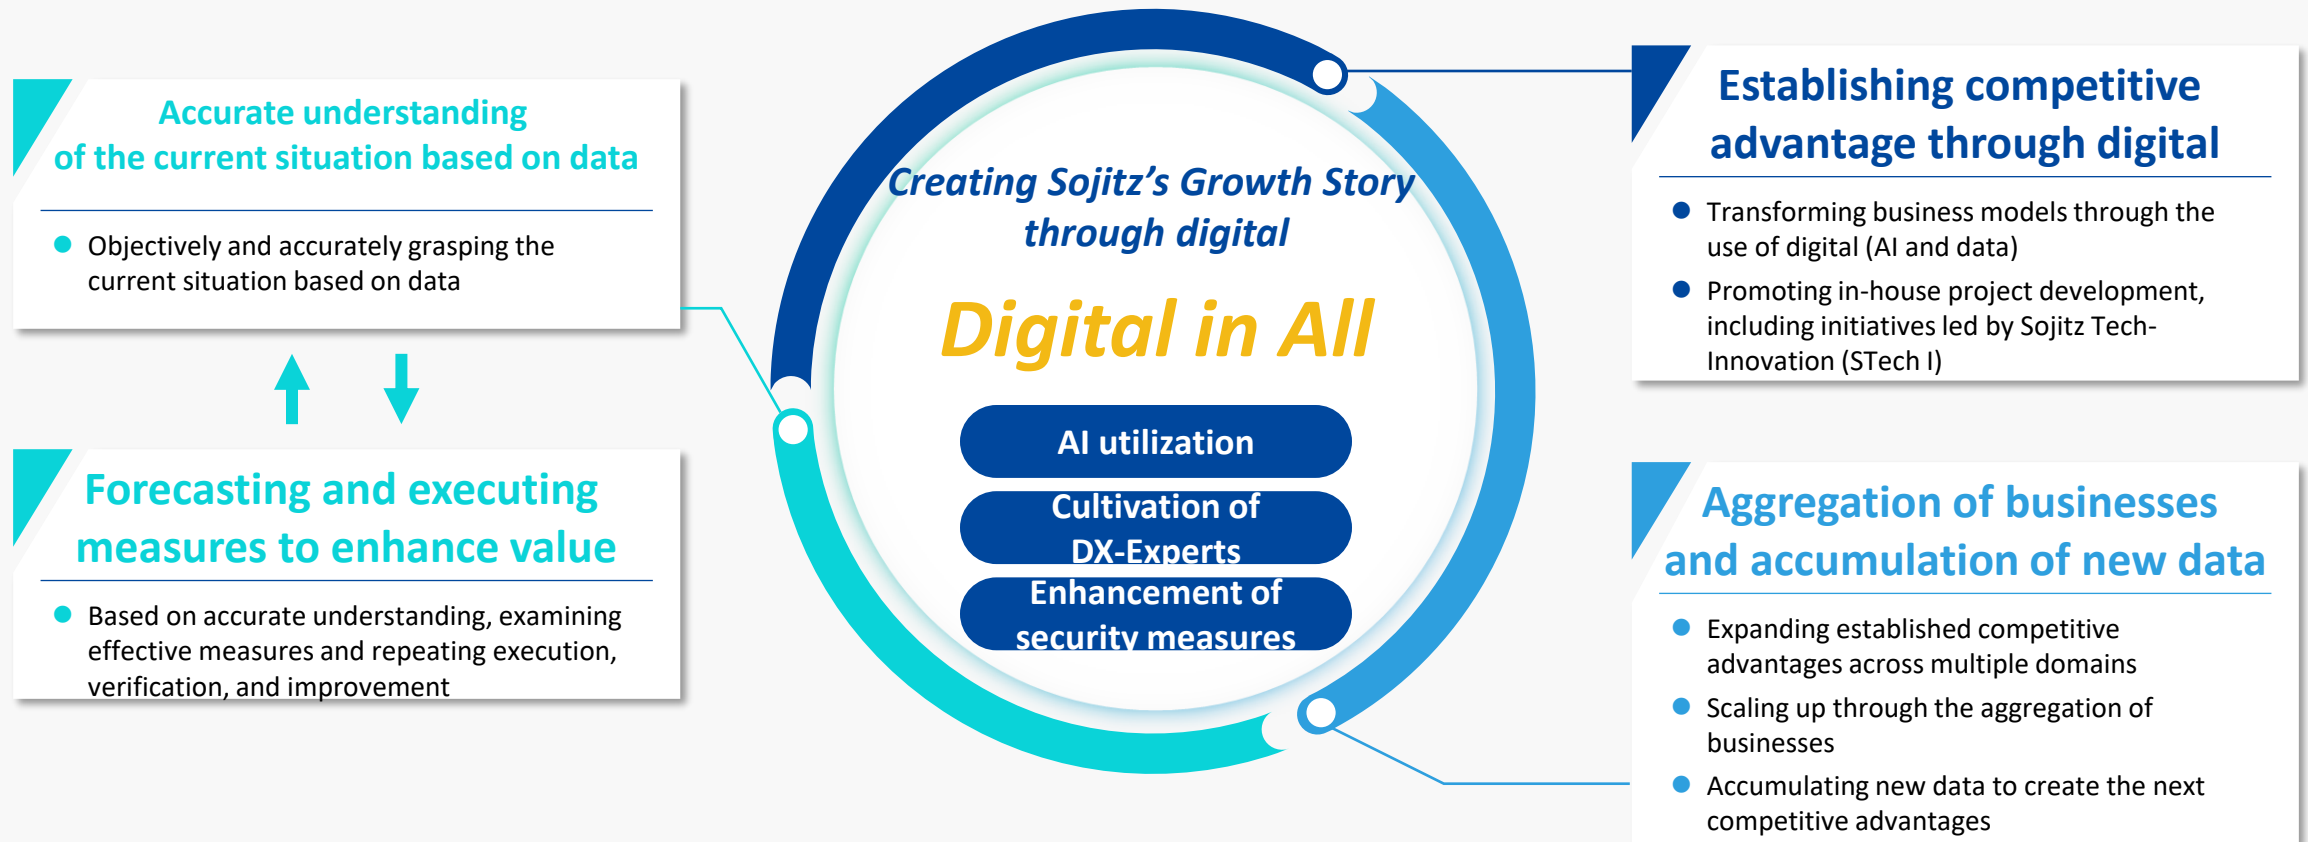 Accurate understanding
of the current situation based on data
Objectively and accurately grasping the
current situation based on data
Forecasting and executing
measures to enhance value
Based on accurate understanding, examining
effective measures and repeating execution,
verification, and improvement
Creating Sojitz’s Growth Story
through digital
Digital in All
AI utilization
Cultivation of
DX-Experts
Enhancement of
security measures
Establishing competitive
advantage through digital
Transforming business models through the
use of digital (AI and data)
Promoting in-house project development,
including initiatives led by Sojitz Tech-
Innovation (STech I)
Aggregation of businesses
and accumulation of new data
Expanding established competitive
advantages across multiple domains
Scaling up through the aggregation of
businesses
Accumulating new data to create the next
competitive advantages